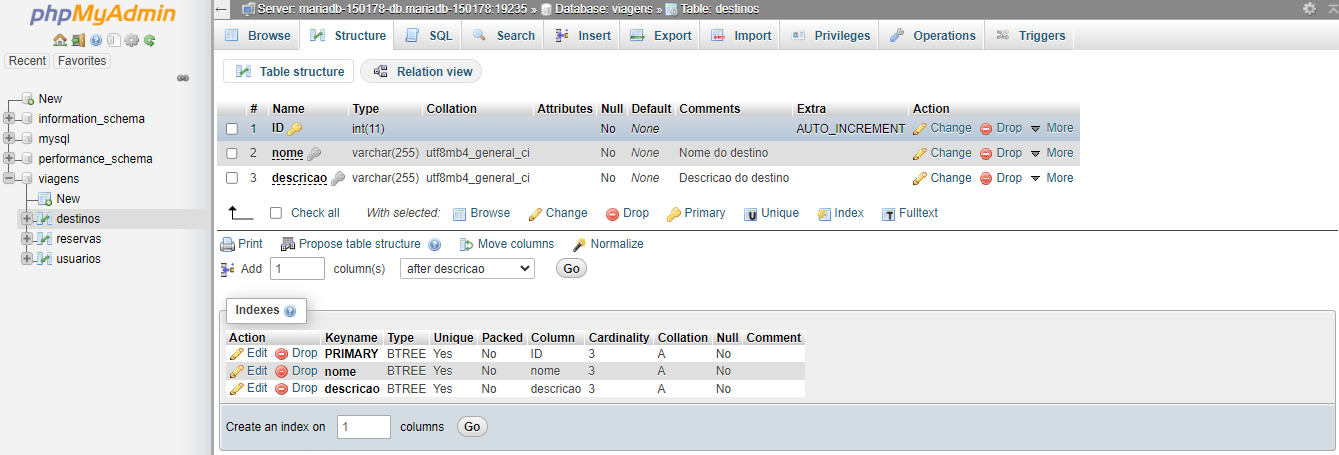 phpMyAdmin
Recent Favorites
New
information_schema
mysql
performance_schema
viagens
New
destinos
reservas
usuarios
Server: mariadb-150178-db.mariadb-150178:19235 » Database: viagens » Table: destinos
Browse Structure SQL Search Insert Export Import Privileges Operations Triggers
Table structure Relation view
# Name Type Collation Attributes Null Default Comments Extra Action
1 ID int(11) No None AUTO_INCREMENT Change Drop More
2 nome varchar(255) utf8mb4_general_ci No None Nome do destino Change Drop More
3 descricao varchar(255) utf8mb4_general_ci No None Descricao do destino Change Drop More
Check all With selected: Browse Change Drop Primary Unique Index Fulltext
Print Propose table structure Move columns Normalize
Add 1 column(s) after descricao Go
Indexes
Action Keyname Type Unique Packed Column Cardinality Collation Null Comment
Edit Drop PRIMARY BTREE Yes No ID 3 A No
Edit Drop nome BTREE Yes No nome 3 A No
Edit Drop descricao BTREE Yes No descricao 3 A No
Create an index on 1 columns Go